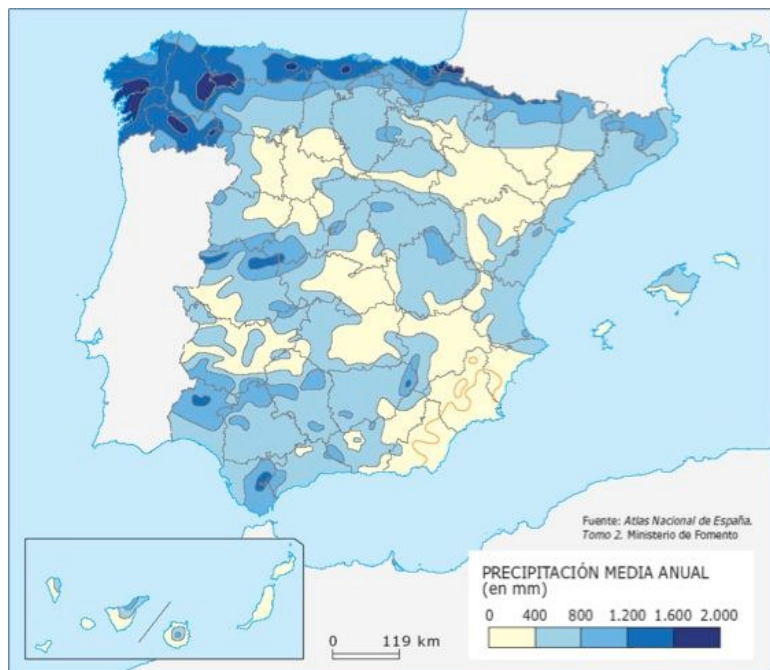 Fuente: Atlas Nacional de España.
Tomo 2. Ministerio de Fomento
PRECIPITACIÓN MEDIA ANUAL
(en mm)
0 400 800 1.200 1.600 2.000
0 119 km